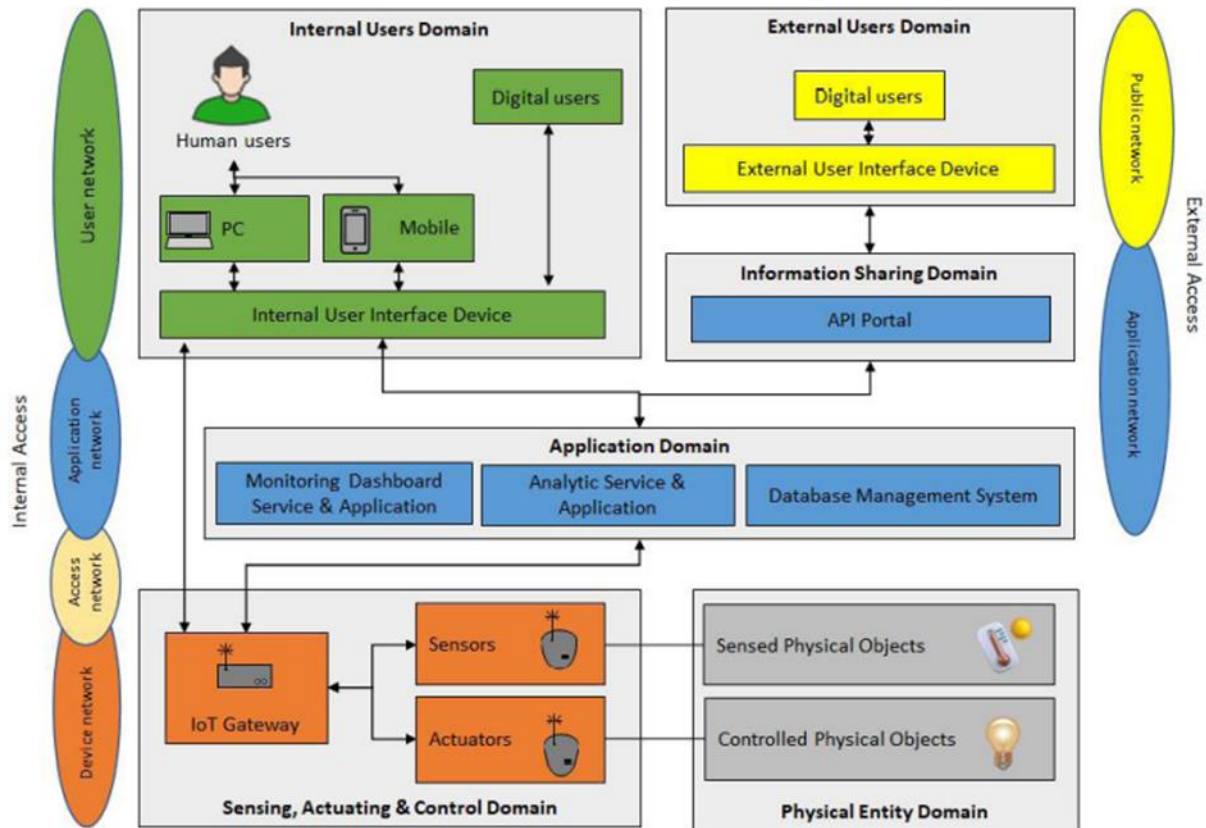 Internal Users Domain
Human users
Digital users
PC
Mobile
Internal User Interface Device
External Users Domain
Digital users
External User Interface Device
Information Sharing Domain
API Portal
Application Domain
Monitoring Dashboard
Service & Application
Analytic Service &
Application
Database Management System
IoT Gateway
Sensors
Actuators
Sensing, Actuating & Control Domain
Sensed Physical Objects
Controlled Physical Objects
Physical Entity Domain
Internal Access
User network
Application
network
Access
network
Device network
Public network
Application network
External Access